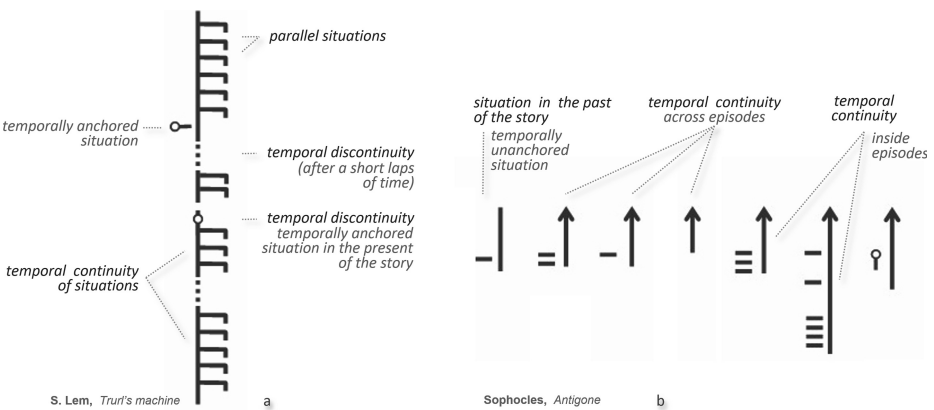 parallel situations
temporally anchored
situation
temporal discontinuity
(after a short laps
of time)
temporal discontinuity
temporally anchored
situation in the present
of the story
temporal continuity
of situations
S. Lem, Trurl's machine
a
situation in the past
of the story
temporally
unanchored
situation
temporal continuity
across episodes
temporal
continuity
inside
episodes
Sophocles, Antigone
b